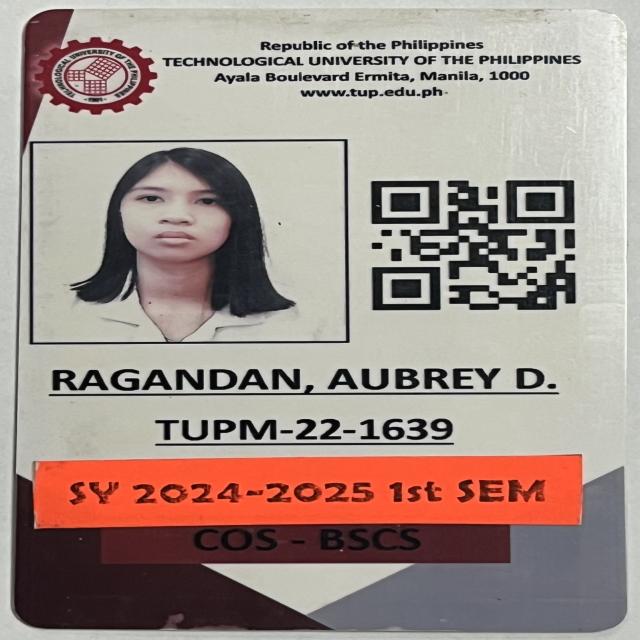 Republic of the Philippines
TECHNOLOGICAL UNIVERSITY OF THE PHILIPPINES
Ayala Boulevard Ermita, Manila, 1000
www.tup.edu.ph
TECHNOLOGICAL UNIVERSITY OF THE PHILIPPINES
1901
RAGANDAN, AUBREY D.
TUPM-22-1639
SY 2024-2025 1st SEM
COS - BSCS